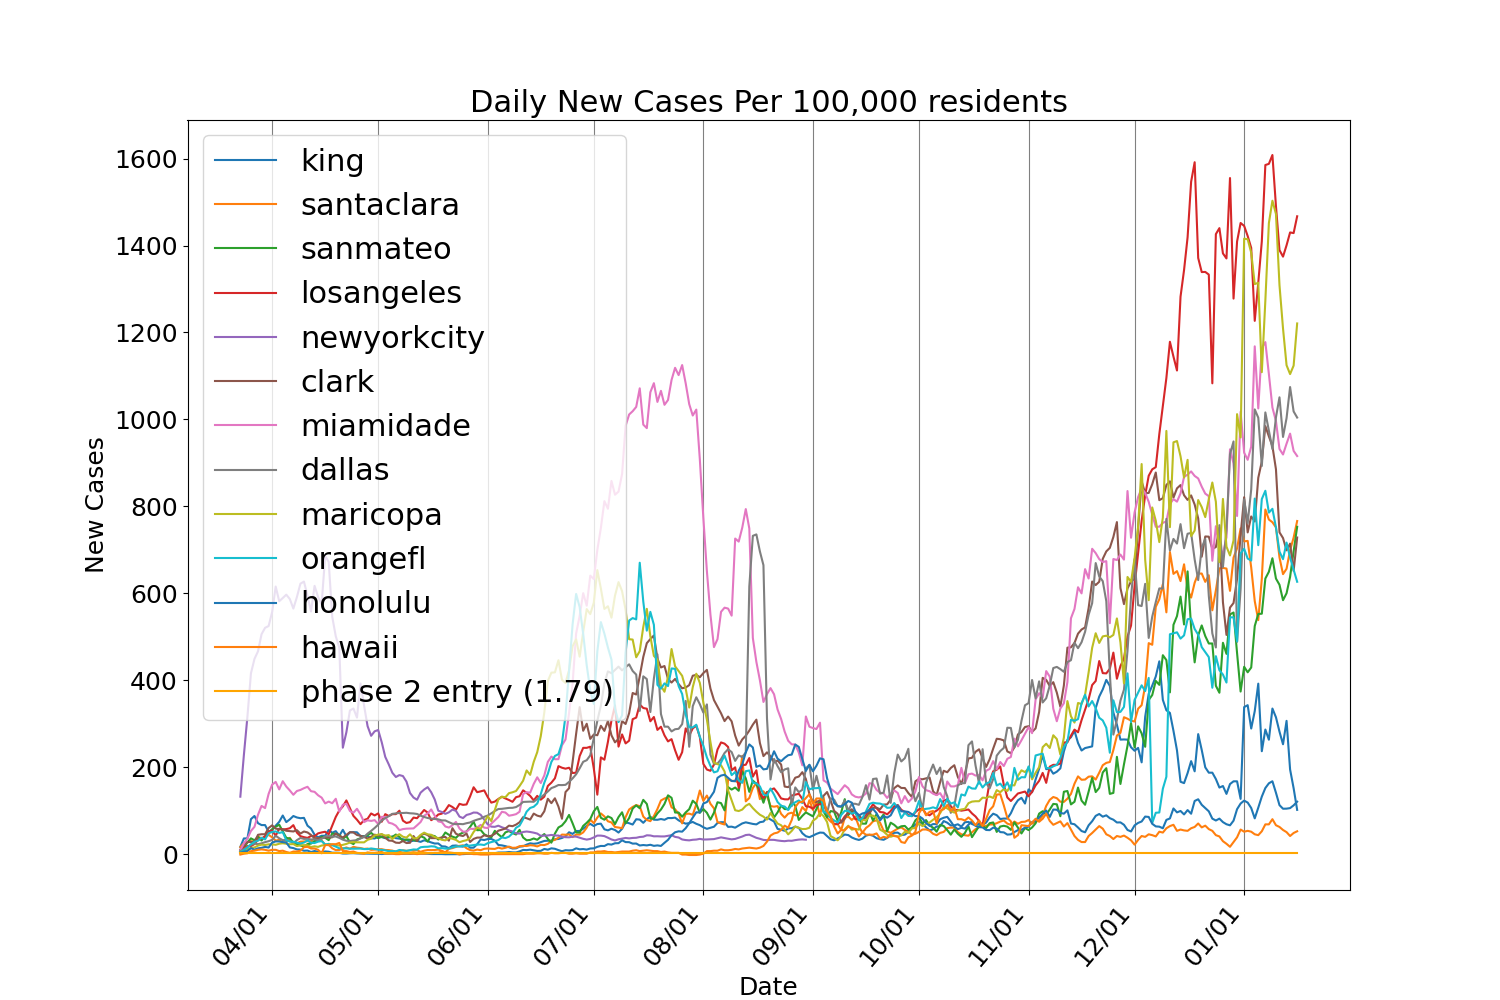 Daily New Cases Per 100,000 residents
1600
1400
1200
1000
800
600
400
200
0
New Cases
king
santaclara
sanmateo
losangeles
newyorkcity
clark
miamidade
dallas
maricopa
orangefl
honolulu
hawaii
phase 2 entry (1.79)
04/01
05/01
06/01
07/01
08/01
09/01
10/01
11/01
12/01
01/01
Date